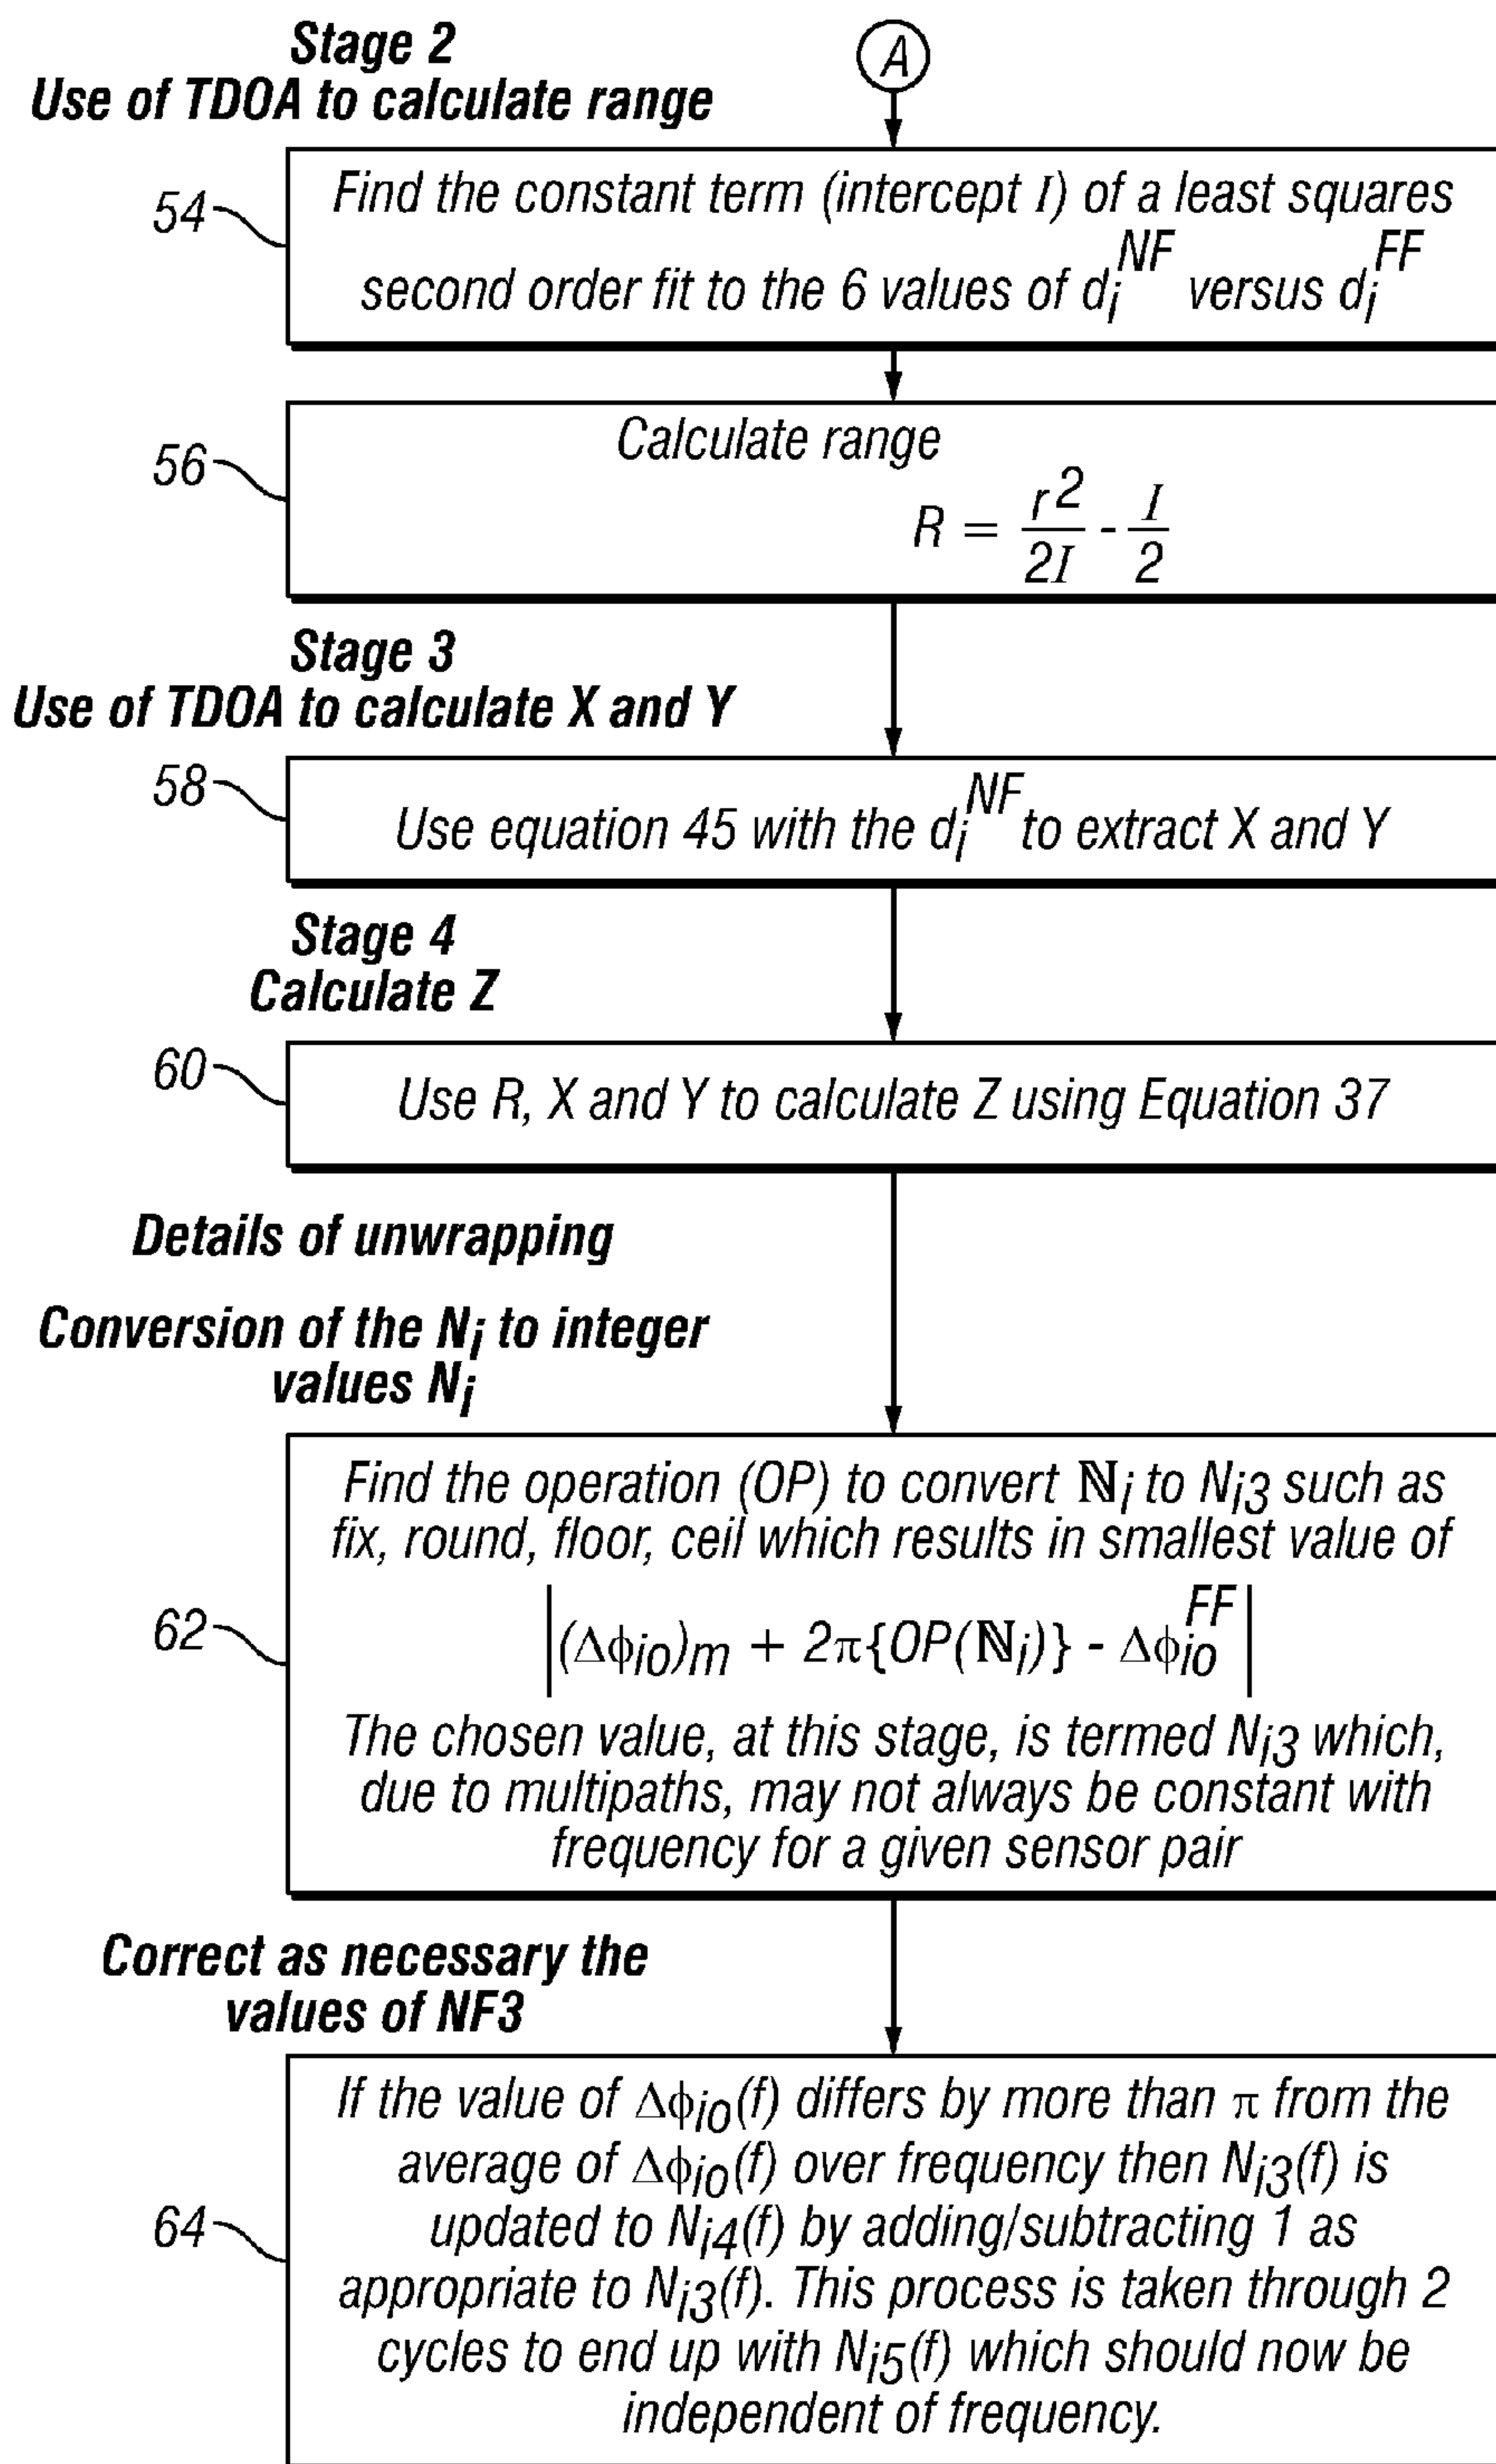 Stage 2
Use of TDOA to calculate range
A
54
Find the constant term (intercept I) of a least squares
second order fit to the 6 values of d_i^NF versus d_i^FF
56
Calculate range
R = r^2/2I - I/2
Stage 3
Use of TDOA to calculate X and Y
58
Use equation 45 with the d_i^NF to extract X and Y
Stage 4
Calculate Z
60
Use R, X and Y to calculate Z using Equation 37
Details of unwrapping
Conversion of the N_i to integer
values N_i
62
Find the operation (OP) to convert ℕ_i to N_i3 such as
fix, round, floor, ceil which results in smallest value of
|(Δϕ_io)_m + 2π{OP(ℕ_i)} - Δϕ_io^FF|
The chosen value, at this stage, is termed N_i3 which,
due to multipaths, may not always be constant with
frequency for a given sensor pair
Correct as necessary the
values of NF3
64
If the value of Δϕ_io(f) differs by more than π from the
average of Δϕ_io(f) over frequency then N_i3(f) is
updated to N_i4(f) by adding/subtracting 1 as
appropriate to N_i3(f). This process is taken through 2
cycles to end up with N_i5(f) which should now be
independent of frequency.